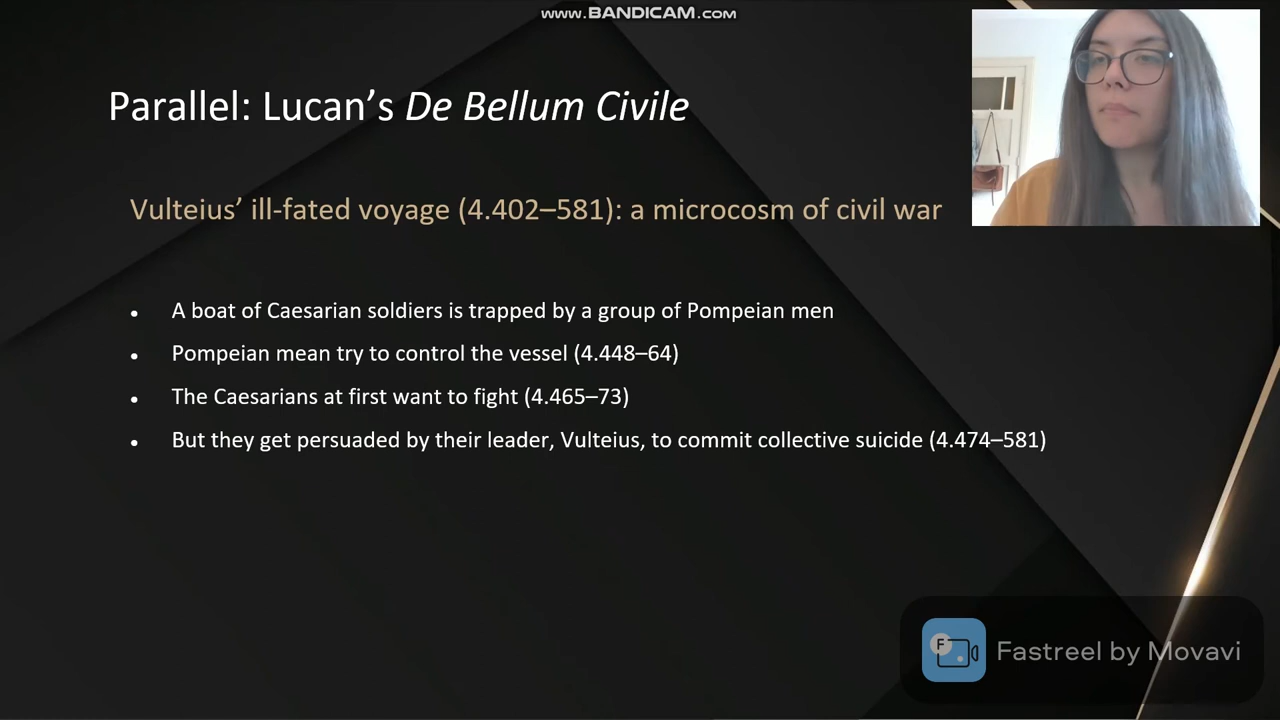 WWW.BANDICAM.COM
Parallel: Lucan’s De Bellum Civile
Vulteius’ ill-fated voyage (4.402–581): a microcosm of civil war
• A boat of Caesarian soldiers is trapped by a group of Pompeian men
• Pompeian mean try to control the vessel (4.448–64)
• The Caesarians at first want to fight (4.465–73)
• But they get persuaded by their leader, Vulteius, to commit collective suicide (4.474–581)
F
Fastreel by Movavi